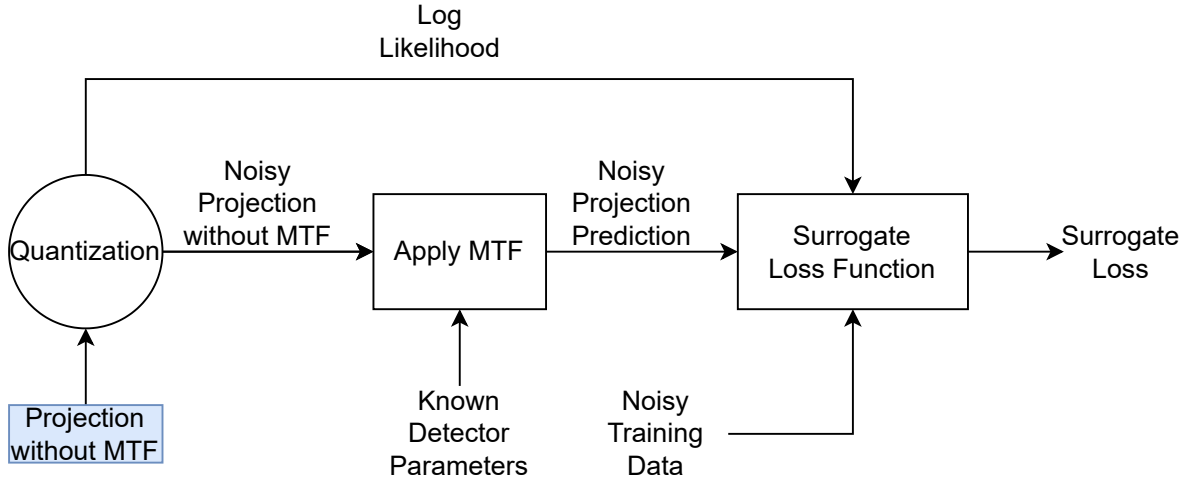 Log
Likelihood
Noisy
Projection
without MTF
Noisy
Projection
Prediction
Quantization
Apply MTF
Surrogate
Loss Function
Surrogate
Loss
Projection
without MTF
Known
Detector
Parameters
Noisy
Training
Data